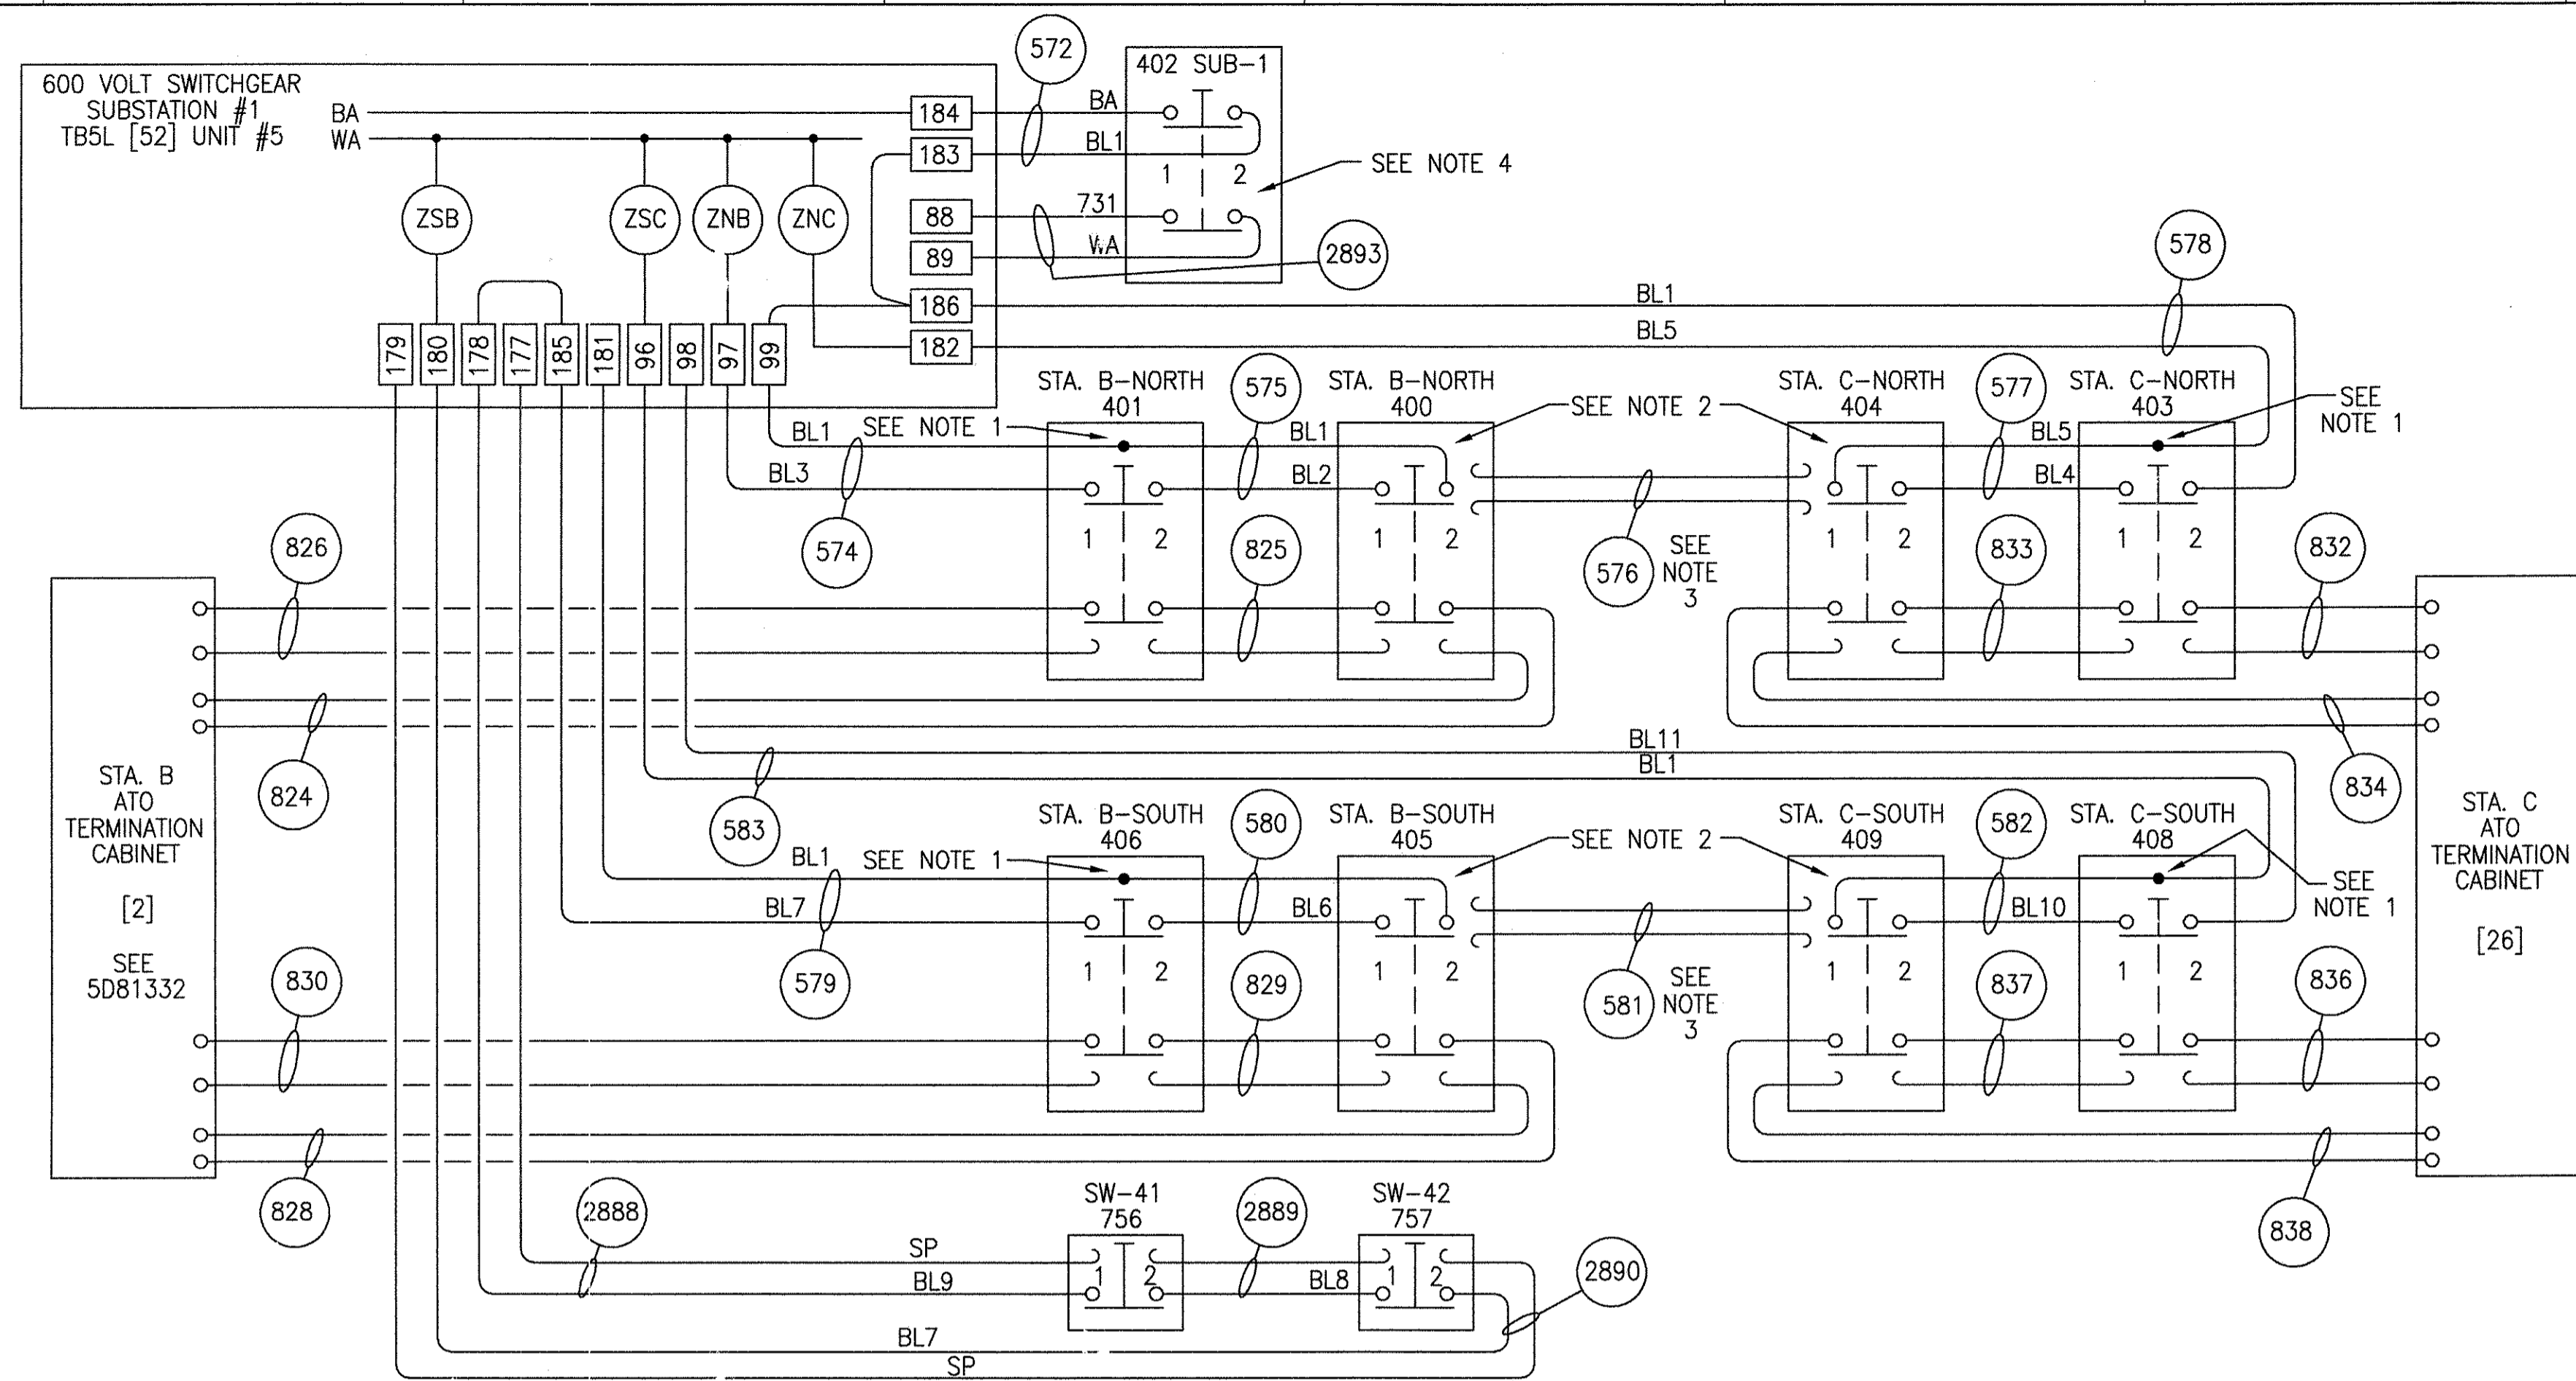 600 VOLT SWITCHGEAR
SUBSTATION #1
TB5L [52] UNIT #5
BA
WA
ZSB
ZSC
ZNB
ZNC
184
183
88
89
186
182
179
180
178
177
185
181
96
98
97
99
572
402 SUB-1
BA
BL1
1 2
731
WA
SEE NOTE 4
2893
578
BL1
BL5
STA. B-NORTH
401
575
STA. B-NORTH
400
SEE NOTE 2
STA. C-NORTH
404
577
STA. C-NORTH
403
SEE
NOTE 1
BL1
SEE NOTE 1
BL3
574
BL1
BL2
BL5
BL4
1 2
825
1 2
576
SEE
NOTE
3
1 2
833
1 2
832
826
824
BL11
BL1
583
834
STA. B
ATO
TERMINATION
CABINET
[2]
SEE
5D81332
STA. C
ATO
TERMINATION
CABINET
[26]
STA. B-SOUTH
406
580
STA. B-SOUTH
405
SEE NOTE 2
STA. C-SOUTH
409
582
STA. C-SOUTH
408
SEE
NOTE 1
BL1
SEE NOTE 1
BL7
579
BL6
BL10
1 2
829
1 2
581
SEE
NOTE
3
1 2
837
1 2
836
830
828
838
2888
SW-41
756
2889
SW-42
757
2890
SP
BL9
1 2
BL8
1 2
BL7
SP